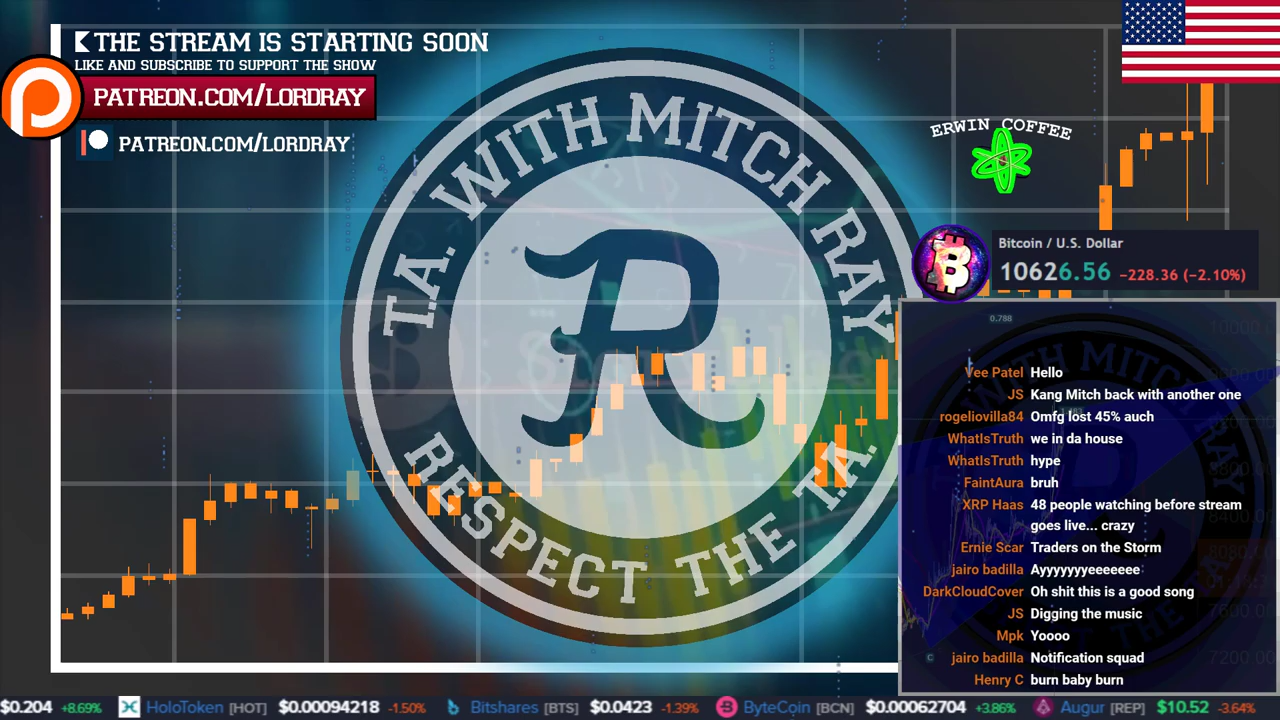 THE STREAM IS STARTING SOON
LIKE AND SUBSCRIBE TO SUPPORT THE SHOW
PATREON.COM/LORDRAY
PATREON.COM/LORDRAY
T.A. WITH MITCH RAY
R
RESPECT THE T.A.
ERWIN COFFEE
Bitcoin / U.S. Dollar
10626.56 −228.36 (−2.10%)
0.788
Vee Patel Hello
JS Kang Mitch back with another one
rogeliovilla84 Omfg lost 45% auch
WhatIsTruth we in da house
WhatIsTruth hype
FaintAura bruh
XRP Haas 48 people watching before stream
goes live... crazy
Ernie Scar Traders on the Storm
jairo badilla Ayyyyyyyeeeeeee
DarkCloudCover Oh shit this is a good song
JS Digging the music
Mpk Yoooo
jairo badilla Notification squad
Henry C burn baby burn
$0.204 +8.69% HoloToken [HOT] $0.00094218 -1.50% Bitshares [BTS] $0.0423 -1.39% ByteCoin [BCN] $0.00062704 +3.86% Augur [REP] $10.52 -3.64%